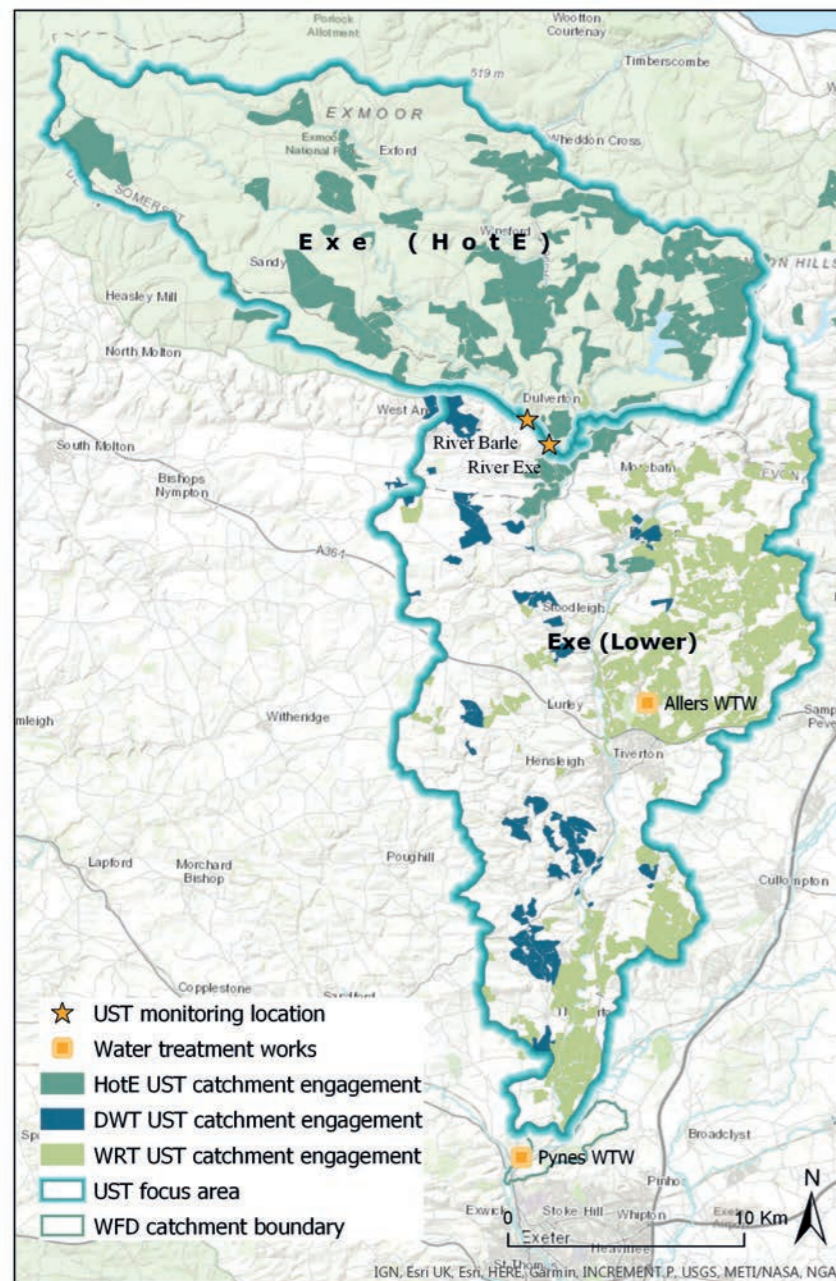 Porlock
Allotment
Wootton
Courtenay
Timberscombe
519 m
EXMOOR
Exmoor
National
Exford
Wheddon Cross
SOMERSET
Exe (HotE)
Winsford
Sandy
HILLS
Heasley Mill
North Molton
Dulverton
West An
River Barle
South Molton
River Exe
Morebath
Bishops
Nympton
A361
Stoodleigh
Exe (Lower)
Allers WTW
Lurley
Witheridge
Tiverton
Hensleigh
Poughill
Lapford
Morchard
Bishop
Cullompton
Copplestone
UST monitoring location
Water treatment works
HotE UST catchment engagement
DWT UST catchment engagement
WRT UST catchment engagement
UST focus area
WFD catchment boundary
Broadclyst
Pynes WTW
Pinho
N
Exwick
0
Stoke Hill
Whipton
10 Km
Exeter
Heavitree
IGN, Esri UK, Esri, HERE, Garmin, INCREMENT P, USGS, METI/NASA, NGA